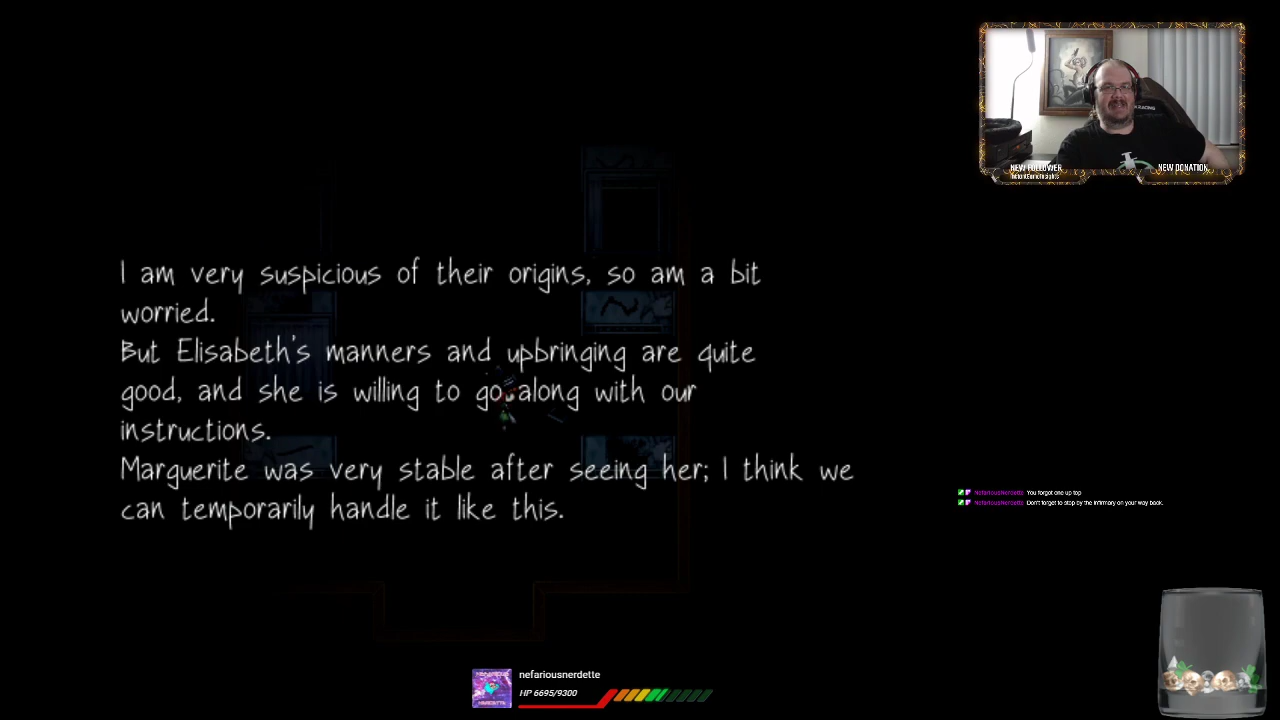 I am very suspicious of their origins, so am a bit
worried.
But Elisabeth's manners and upbringing are quite
good, and she is willing to go along with our
instructions.
Marguerite was very stable after seeing her; I think we
can temporarily handle it like this.
NEW FOLLOWER
NEW DONATION
RACING
NefariousNerdette You forgot one up top
NefariousNerdette Don't forget to stop by the infirmary on your way back.
nefariousnerdette
HP 6695/9300